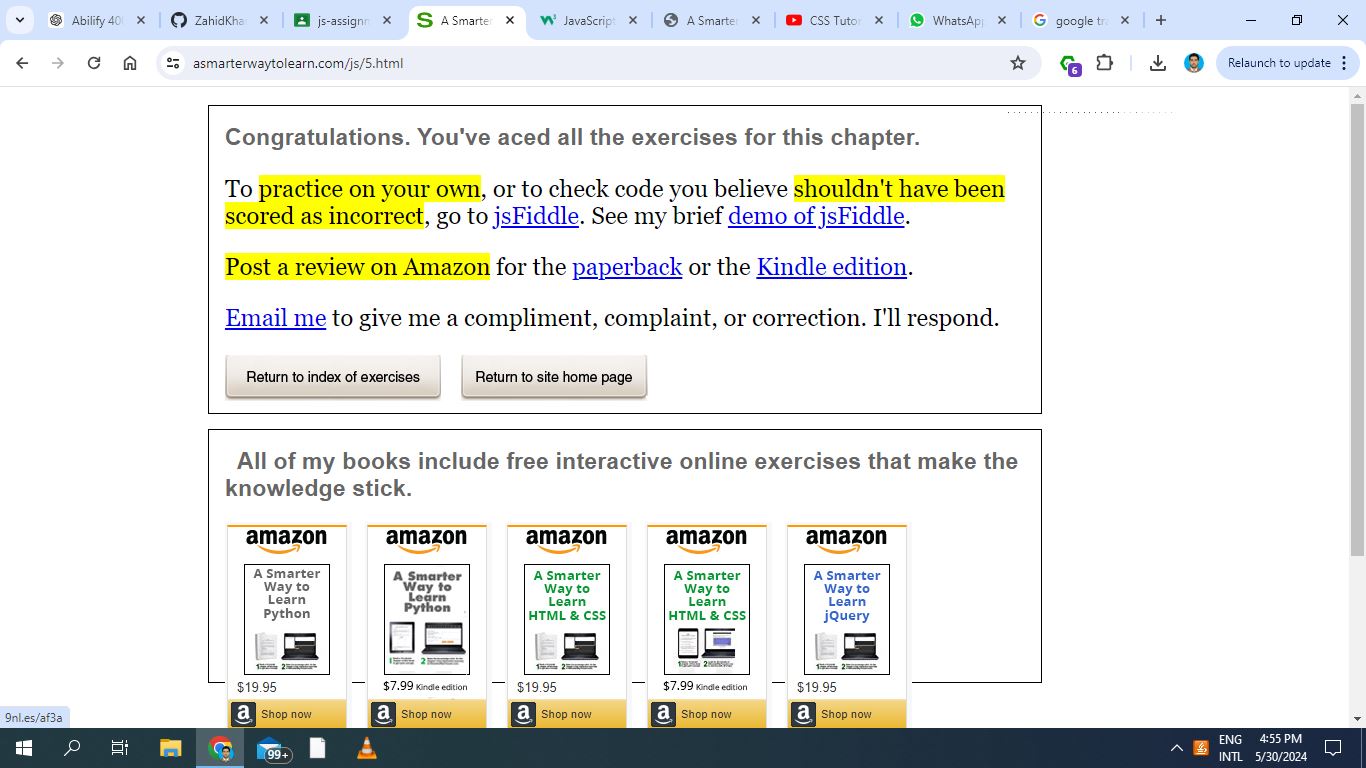 Abilify 400
ZahidKha
js-assignm
A Smarter
JavaScript
A Smarter
CSS Tutor
WhatsApp
google tra
asmarterwaytolearn.com/js/5.html
6
Relaunch to update
Congratulations. You've aced all the exercises for this chapter.
To practice on your own, or to check code you believe shouldn't have been
scored as incorrect, go to jsFiddle. See my brief demo of jsFiddle.
Post a review on Amazon for the paperback or the Kindle edition.
Email me to give me a compliment, complaint, or correction. I'll respond.
Return to index of exercises
Return to site home page
All of my books include free interactive online exercises that make the
knowledge stick.
amazon
A Smarter
Way to
Learn
Python
$19.95
Shop now
amazon
A Smarter
Way to
Learn
Python
$7.99 Kindle edition
Shop now
amazon
A Smarter
Way to
Learn
HTML & CSS
$19.95
Shop now
amazon
A Smarter
Way to
Learn
HTML & CSS
$7.99 Kindle edition
Shop now
amazon
A Smarter
Way to
Learn
jQuery
$19.95
Shop now
9nl.es/af3a
99+
ENG
INTL
4:55 PM
5/30/2024